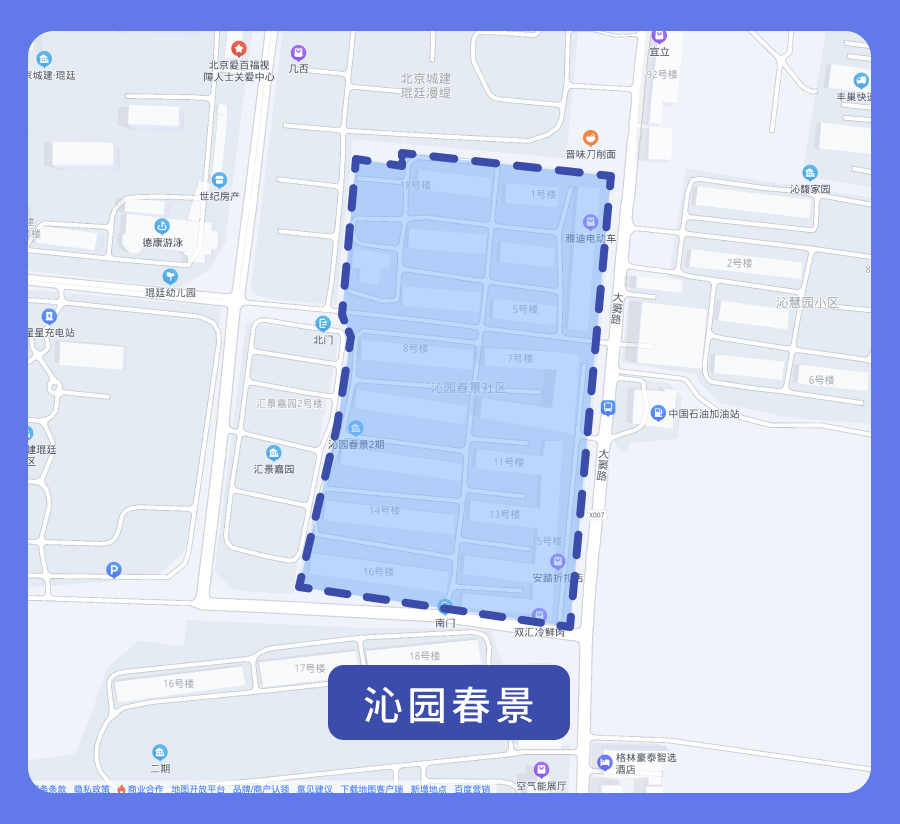 宜立
北京爱百福视
障人士关爱中心
几否
京城建·琨廷
北京城建
琨廷漫缇
92号楼
丰巢快递
晋味刀削面
世纪房产
18号楼
1号楼
沁馥家园
雅迪电动车
德康游泳
2号楼
琨廷幼儿园
沁慧园小区
5号楼
大窦路
星星充电站
北门
8号楼
7号楼
沁园春景社区
6号楼
汇景嘉园2号楼
中国石油加油站
沁园春景2期
建琨廷
区
汇景嘉园
11号楼
大窦路
14号楼
13号楼
X007
15号楼
P
16号楼
安踏折扣店
南门
双汇冷鲜肉
18号楼
17号楼
16号楼
沁园春景
二期
格林豪泰智选
酒店
空气能展厅
服务条款 隐私政策 商业合作 地图开放平台 品牌/商户认领 意见建议 下载地图客户端 新增地点 百度营销